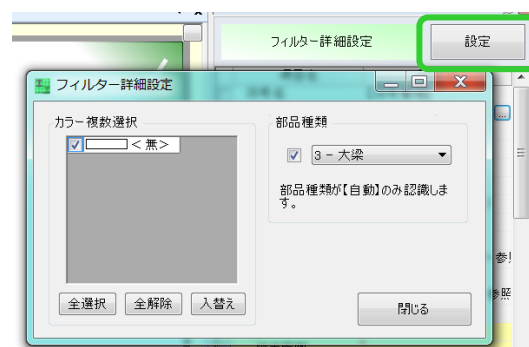 フィルター詳細設定
設定
フィルター詳細設定
カラー複数選択
<無>
部品種類
3 - 大梁
部品種類が【自動】のみ認識しま
す。
全選択
全解除
入替え
閉じる
参照